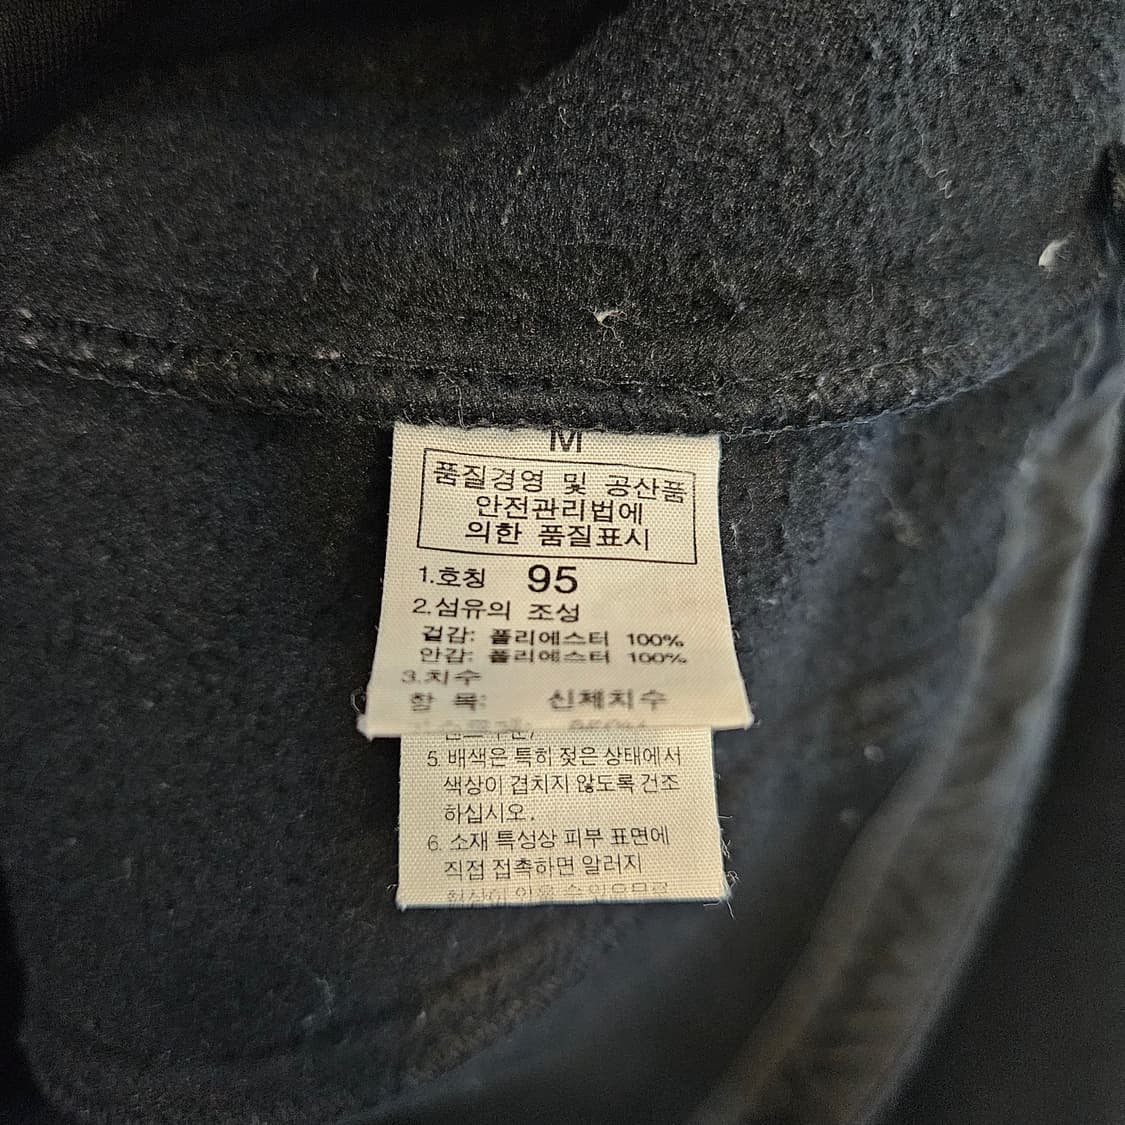 M
품질경영 및 공산품
안전관리법에
의한 품질표시
1.호칭 95
2.섬유의 조성
겉감: 폴리에스터 100%
안감: 폴리에스터 100%
3.치수
항 목: 신체치수
5. 배색은 특히 젖은 상태에서
색상이 겹치지 않도록 건조
하십시오.
6. 소재 특성상 피부 표면에
직접 접촉하면 알러지